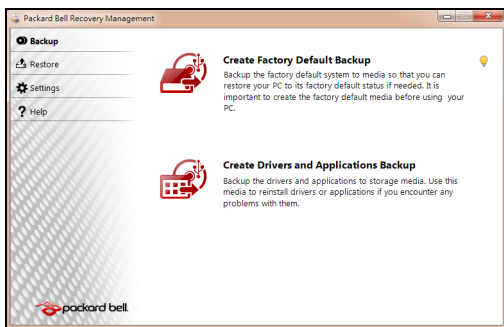 Packard Bell Recovery Management
Backup
Restore
Settings
Help
Create Factory Default Backup
Backup the factory default system to media so that you can
restore your PC to its factory default status if needed. It is
important to create the factory default media before using your
PC.
Create Drivers and Applications Backup
Backup the drivers and applications to storage media. Use this
media to reinstall drivers or applications if you encounter any
problems with them.
packard bell